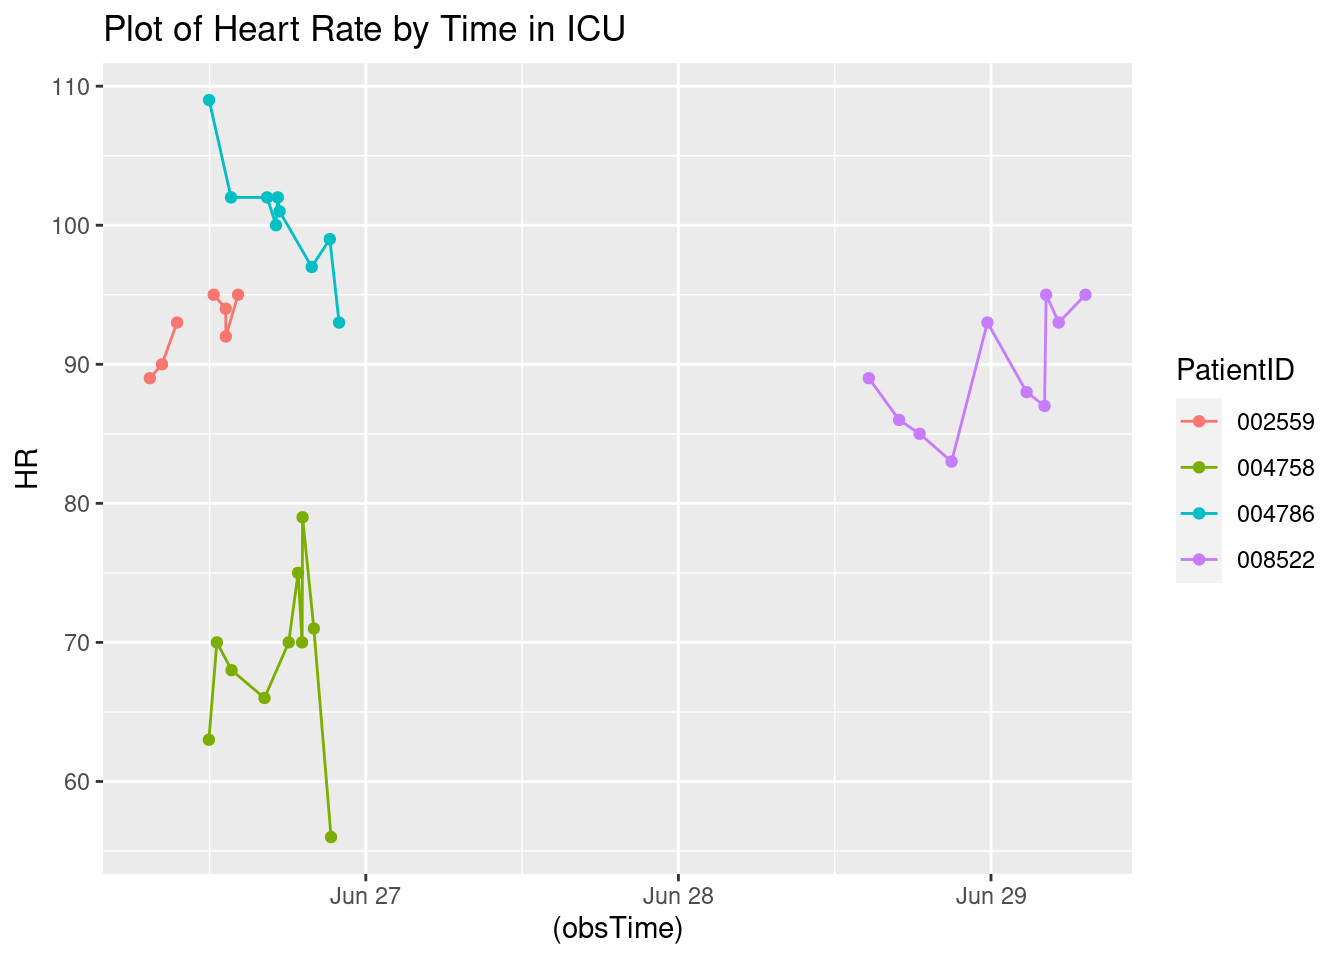 Plot of Heart Rate by Time in ICU
110
100
90
80
70
60
HR
Jun 27
Jun 28
Jun 29
(obsTime)
PatientID
002559
004758
004786
008522